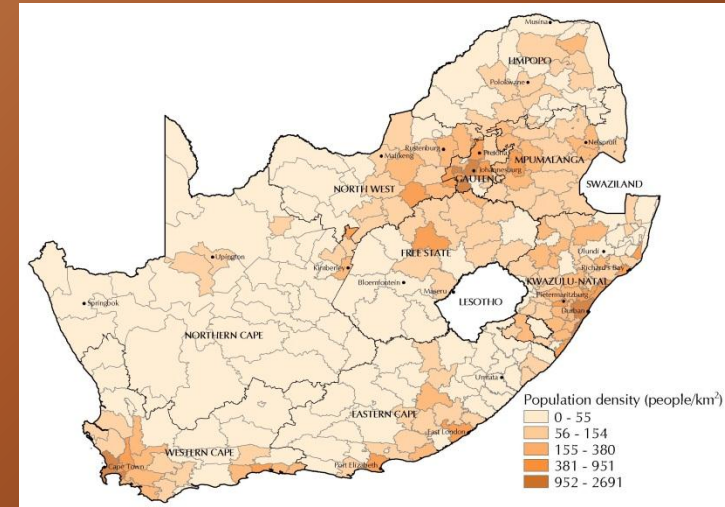 Musina
LIMPOPO
Polokwane
Nelspruit
Rustenburg
Pretoria
Mafikeng
MPUMALANGA
Johannesburg
GAUTENG
NORTH WEST
SWAZILAND
Upington
FREE STATE
Ulundi
Kimberley
Richard's Bay
Bloemfontein
KWAZULU-NATAL
Maseru
LESOTHO
Pietermaritzburg
Springbok
Durban
NORTHERN CAPE
Umtata
Population density (people/km²)
EASTERN CAPE
0 - 55
56 - 154
East London
155 - 380
WESTERN CAPE
381 - 951
Cape Town
Port Elizabeth
952 - 2691